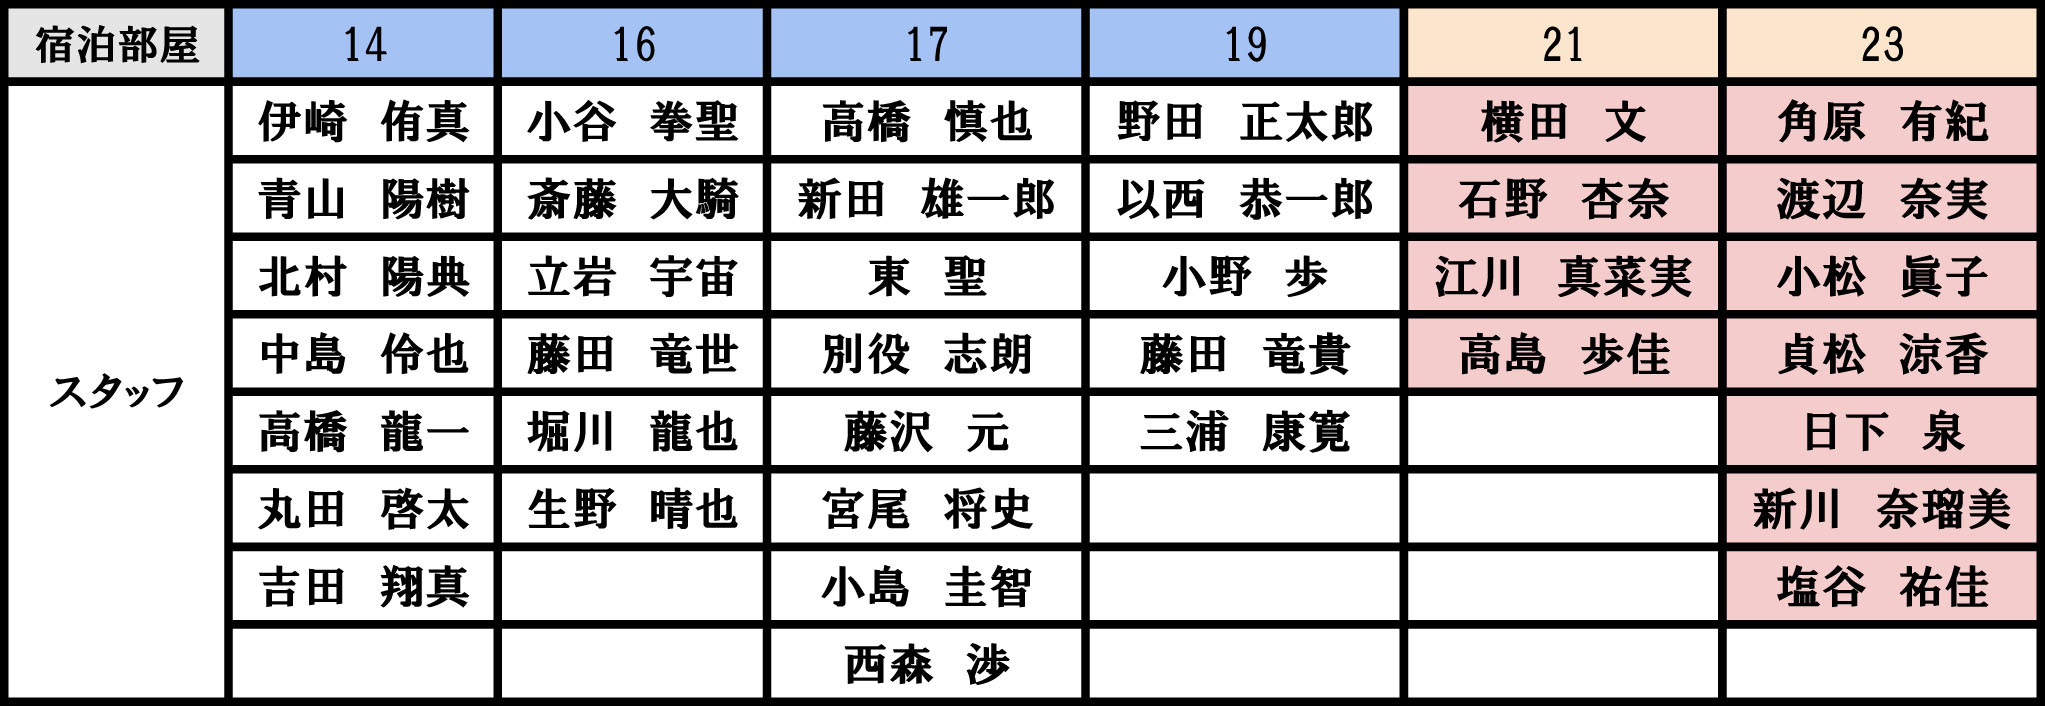 宿泊部屋 14 16 17 19 21 23
伊崎 侑真 小谷 拳聖 高橋 慎也 野田 正太郎 横田 文 角原 有紀
青山 陽樹 斎藤 大騎 新田 雄一郎 以西 恭一郎 石野 杏奈 渡辺 奈実
北村 陽典 立岩 宇宙 東 聖 小野 歩 江川 真菜実 小松 眞子
中島 伶也 藤田 竜世 別役 志朗 藤田 竜貴 高島 歩佳 貞松 涼香
スタッフ
高橋 龍一 堀川 龍也 藤沢 元 三浦 康寛 日下 泉
丸田 啓太 生野 晴也 宮尾 将史 新川 奈瑠美
吉田 翔真 小島 圭智 塩谷 祐佳
西森 渉